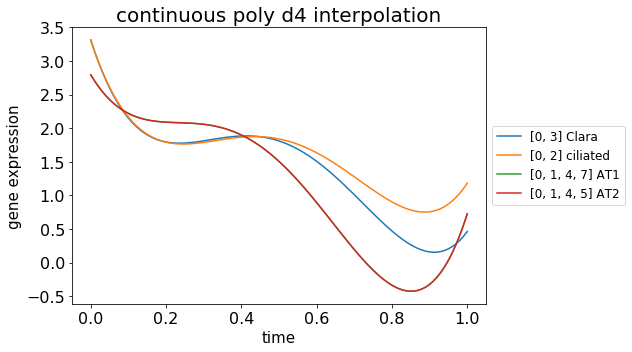 continuous poly d4 interpolation
gene expression
3.5
3.0
2.5
2.0
1.5
1.0
0.5
0.0
−0.5
0.0 0.2 0.4 0.6 0.8 1.0
time
[0, 3] Clara
[0, 2] ciliated
[0, 1, 4, 7] AT1
[0, 1, 4, 5] AT2